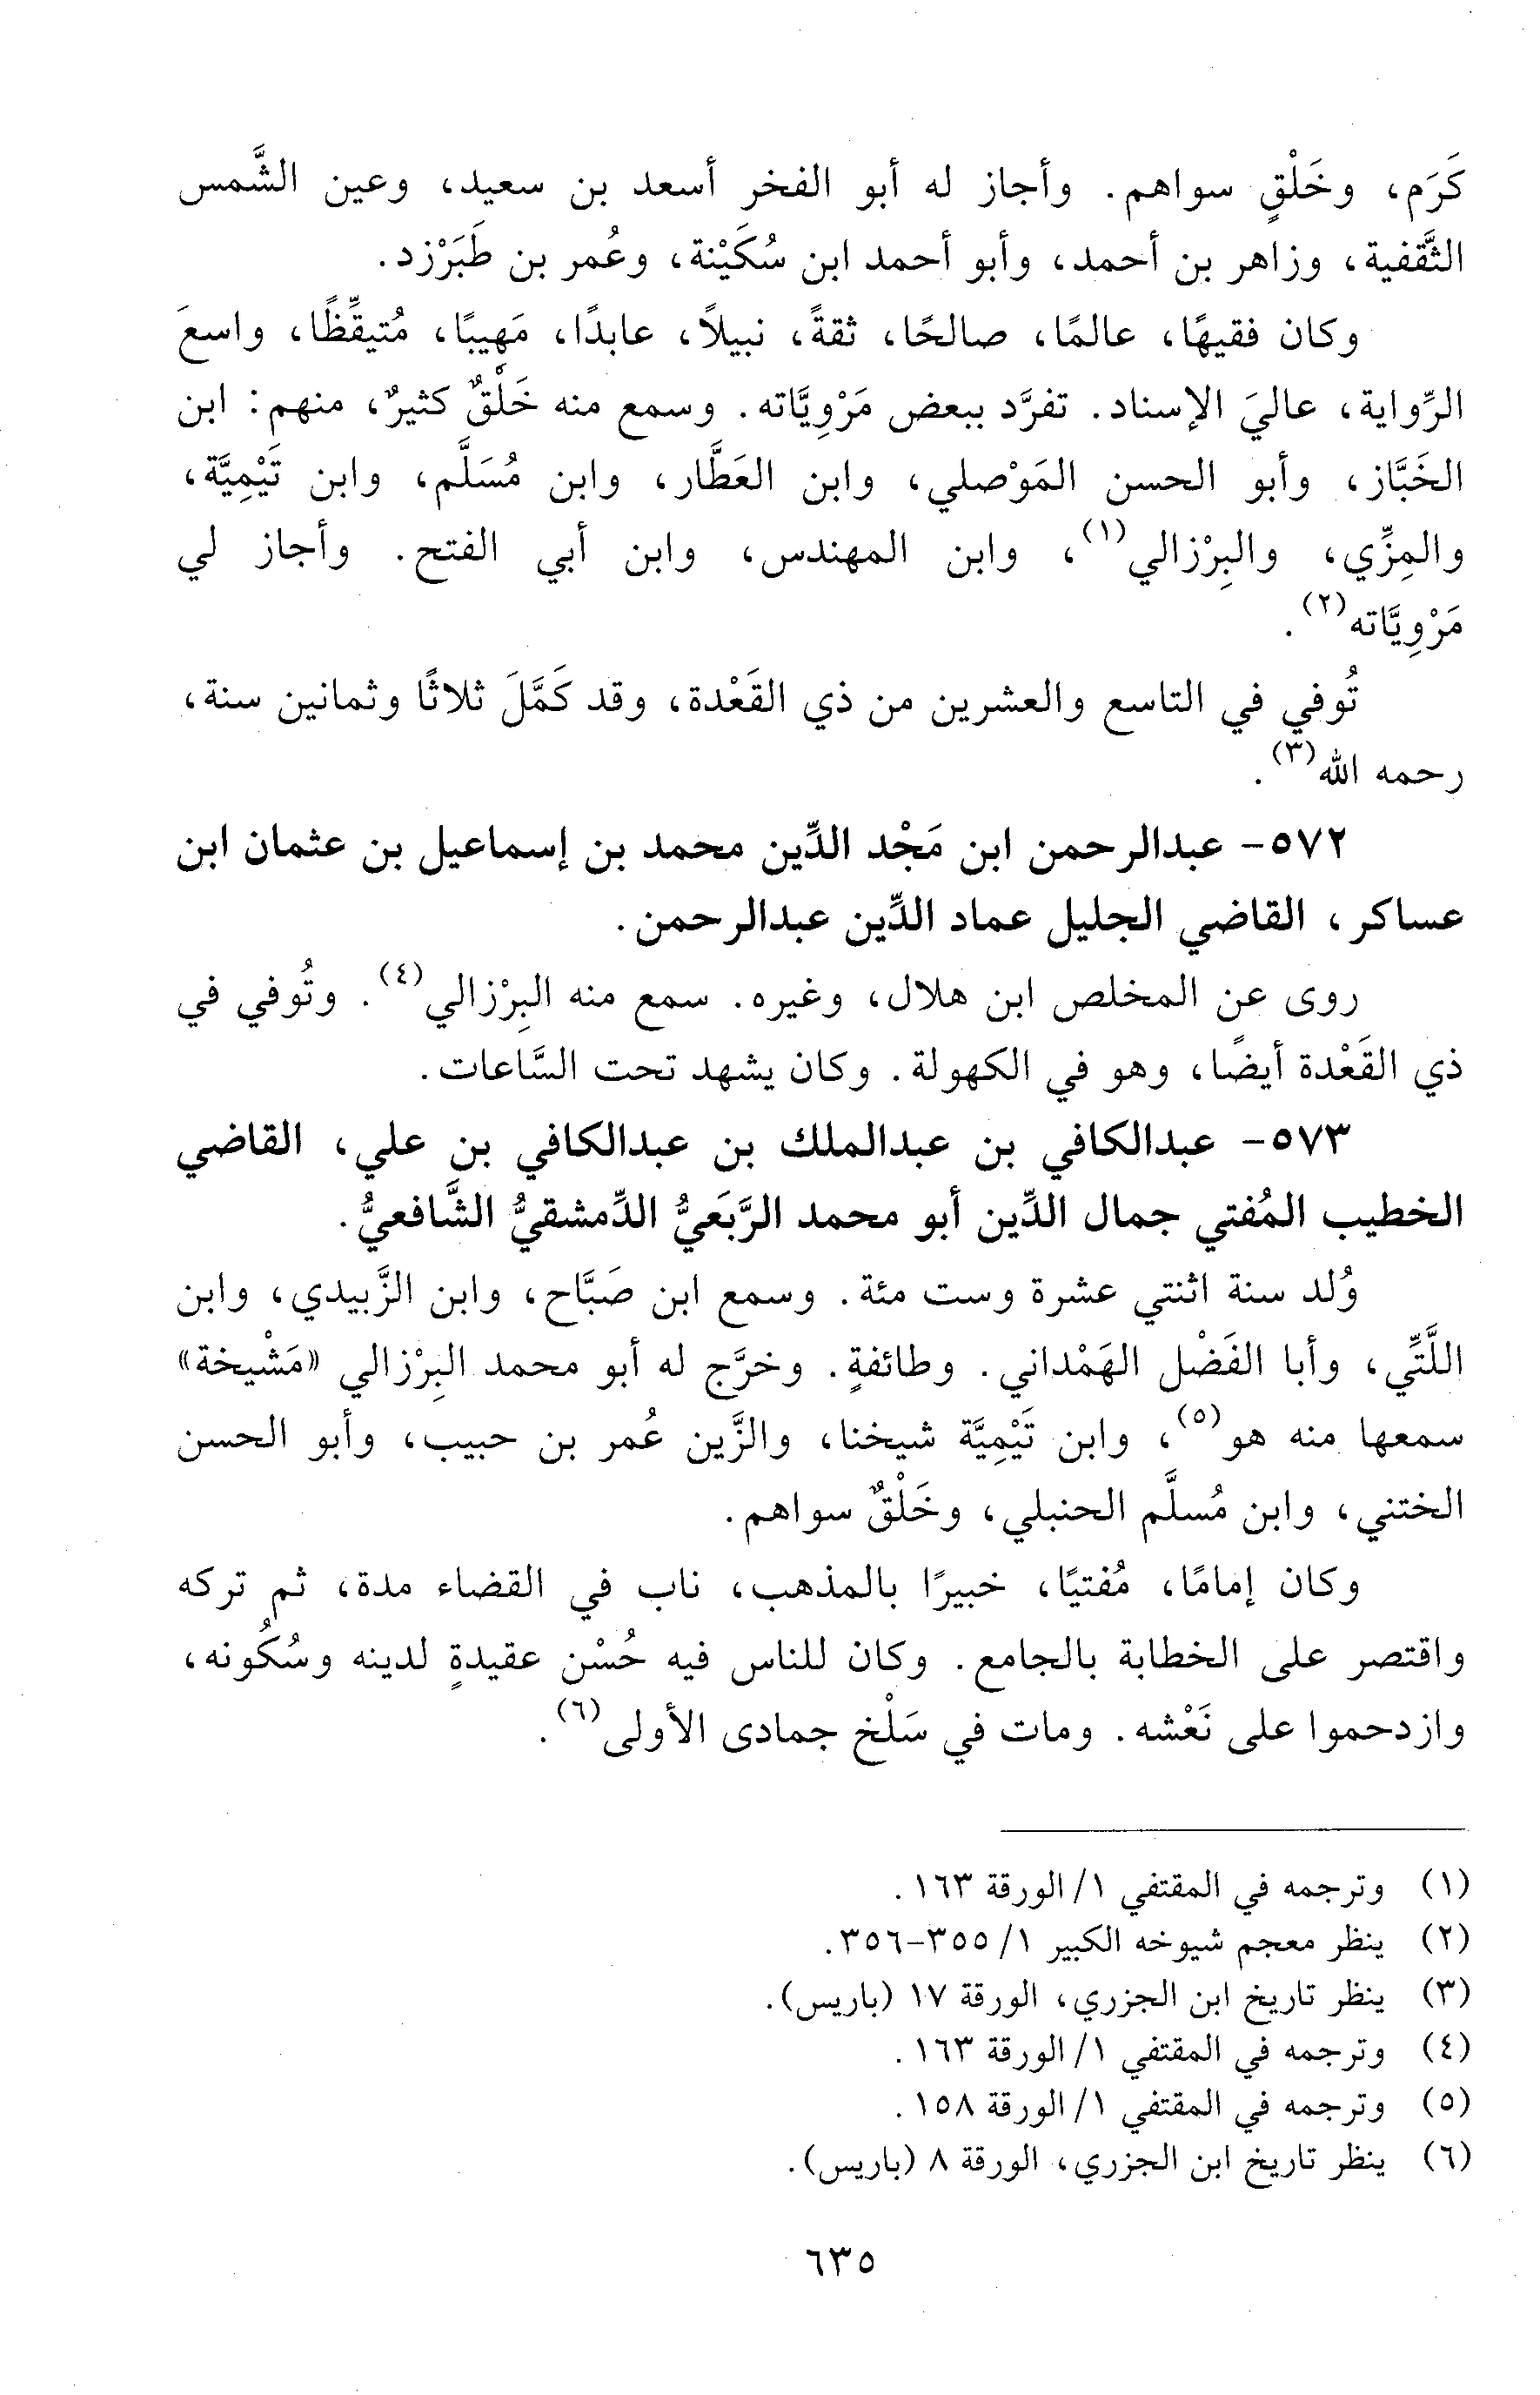 كَرَم، وخَلْقٍ سواهم. وأجاز له أبو الفخر أسعد بن سعيد، وعين الشَّمس
الثَّقفية، وزاهر بن أحمد، وأبو أحمد ابن سُكَيْنة، وعُمر بن طَبَرْزد.
وكان فقيهًا، عالمًا، صالحًا، ثقةً، نبيلاً، عابدًا، مَهِيبًا، مُتيقِّظًا، واسعَ
الرِّواية، عاليَ الإسناد. تفرَّد ببعض مَرْوِيَّاته. وسمع منه خَلْقٌ كثيرٌ، منهم: ابن
الخَبَّاز، وأبو الحسن المَوْصلي، وابن العَطَّار، وابن مُسَلَّم، وابن تَيْمِيَّة،
والمِزِّي، والبِرْزالي(١)، وابن المهندس، وابن أبي الفتح. وأجاز لي
مَرْوِيَّاته(٢).
تُوفي في التاسع والعشرين من ذي القَعْدة، وقد كَمَّلَ ثلاثًا وثمانين سنة،
رحمه الله(٣).
٥٧٢- عبدالرحمن ابن مَجْد الدِّين محمد بن إسماعيل بن عثمان ابن
عساكر، القاضي الجليل عماد الدِّين عبدالرحمن.
روى عن المخلص ابن هلال، وغيره. سمع منه البِرْزالي(٤). وتُوفي في
ذي القَعْدة أيضًا، وهو في الكهولة. وكان يشهد تحت السَّاعات.
٥٧٣- عبدالكافي بن عبدالملك بن عبدالكافي بن علي، القاضي
الخطيب المُفتي جمال الدِّين أبو محمد الرَّبَعيُّ الدِّمشقيُّ الشَّافعيُّ.
وُلد سنة اثنتي عشرة وست مئة. وسمع ابن صَبَّاح، وابن الزَّبيدي، وابن
اللَّتِّي، وأبا الفَضْل الهَمْداني. وطائفةٍ. وخرَّج له أبو محمد البِرْزالي «مَشْيخة»
سمعها منه هو(٥)، وابن تَيْمِيَّة شيخنا، والزَّين عُمر بن حبيب، وأبو الحسن
الختني، وابن مُسلَّم الحنبلي، وخَلْقٌ سواهم.
وكان إمامًا، مُفتيًا، خبيرًا بالمذهب، ناب في القضاء مدة، ثم تركه
واقتصر على الخطابة بالجامع. وكان للناس فيه حُسْن عقيدةٍ لدينه وسُكُونه،
وازدحموا على نَعْشه. ومات في سَلْخ جمادى الأولى(٦).
(١) وترجمه في المقتفي ١/ الورقة ١٦٣.
(٢) ينظر معجم شيوخه الكبير ١/ ٣٥٥-٣٥٦.
(٣) ينظر تاريخ ابن الجزري، الورقة ١٧ (باريس).
(٤) وترجمه في المقتفي ١/ الورقة ١٦٣.
(٥) وترجمه في المقتفي ١/ الورقة ١٥٨.
(٦) ينظر تاريخ ابن الجزري، الورقة ٨ (باريس).
٦٣٥